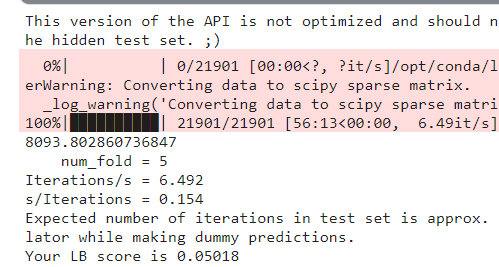 This version of the API is not optimized and should n
he hidden test set. ;)
0%| | 0/21901 [00:00<?, ?it/s]/opt/conda/l
erWarning: Converting data to scipy sparse matrix.
_log_warning('Converting data to scipy sparse matri
100%|██████████| 21901/21901 [56:13<00:00, 6.49it/s]
8093.802860736847
num_fold = 5
Iterations/s = 6.492
s/Iterations = 0.154
Expected number of iterations in test set is approx.
lator while making dummy predictions.
Your LB score is 0.05018